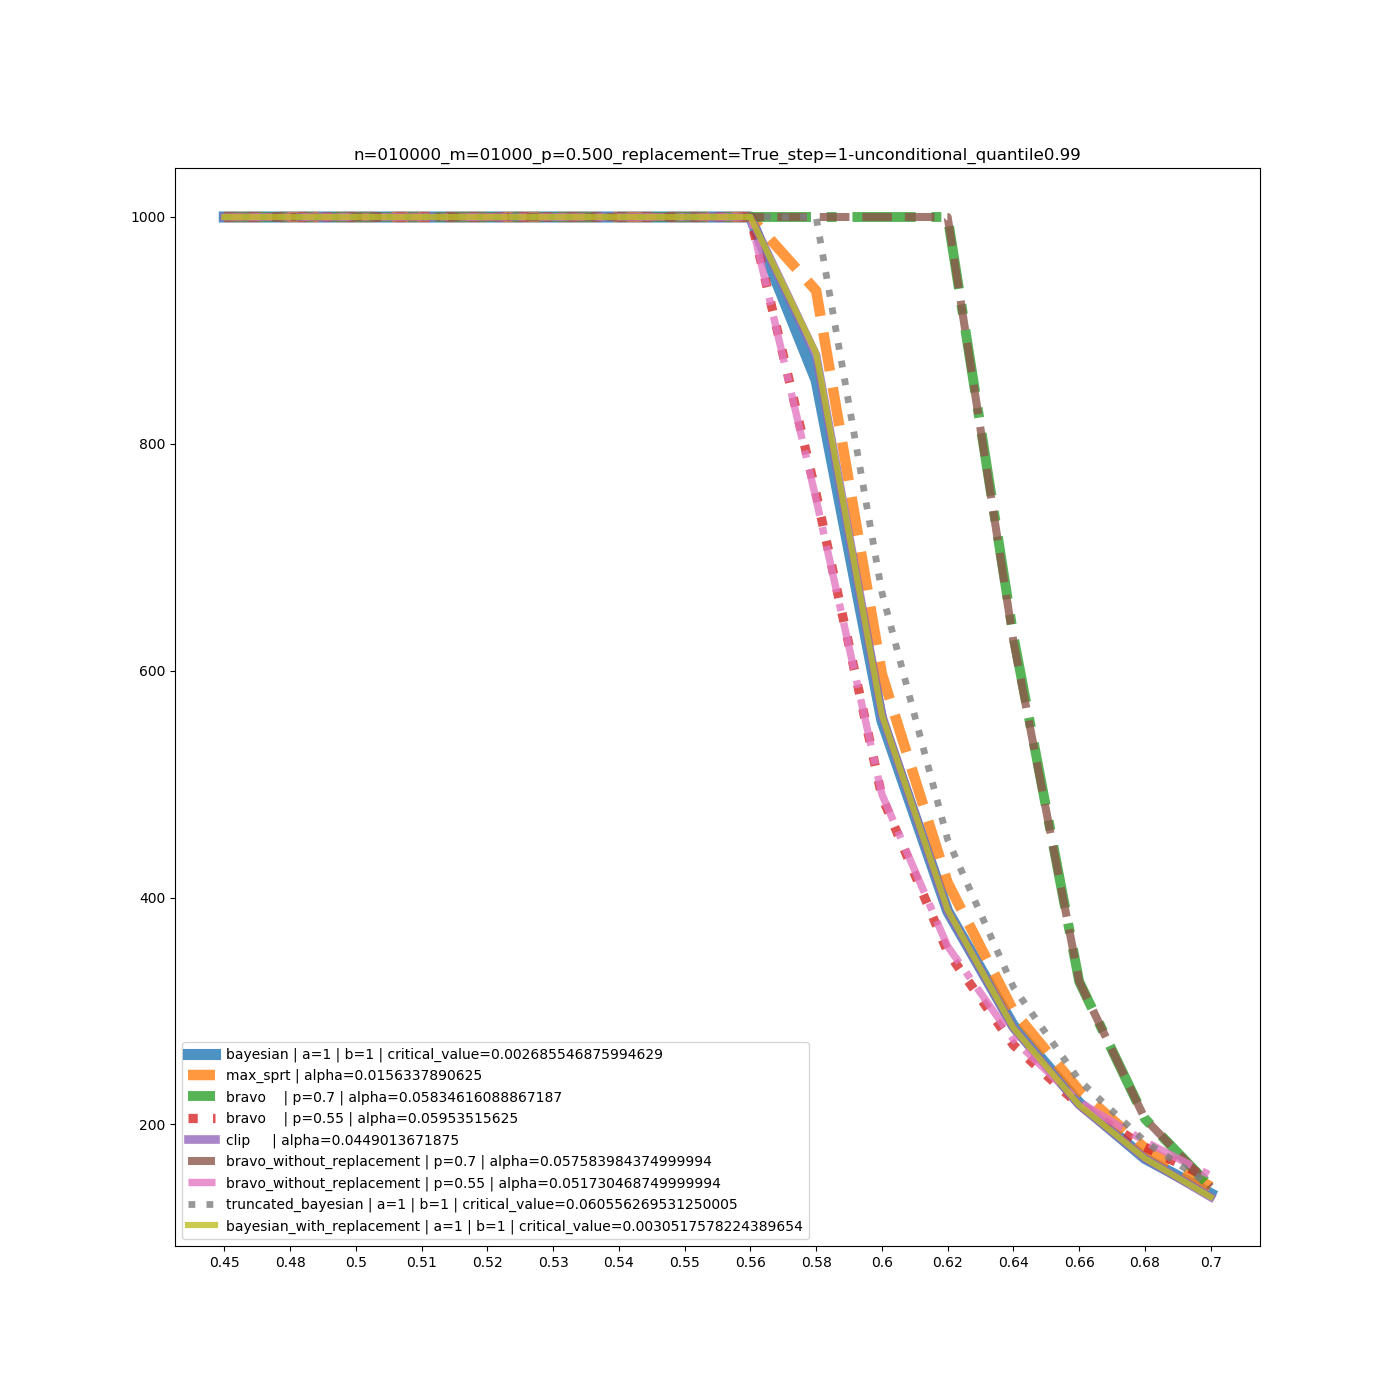 n=010000_m=01000_p=0.500_replacement=True_step=1-unconditional_quantile0.99
1000
800
600
400
200
bayesian | a=1 | b=1 | critical_value=0.002685546875994629
max_sprt | alpha=0.0156337890625
bravo | p=0.7 | alpha=0.05834616088867187
bravo | p=0.55 | alpha=0.05953515625
clip | alpha=0.0449013671875
bravo_without_replacement | p=0.7 | alpha=0.057583984374999994
bravo_without_replacement | p=0.55 | alpha=0.051730468749999994
truncated_bayesian | a=1 | b=1 | critical_value=0.060556269531250005
bayesian_with_replacement | a=1 | b=1 | critical_value=0.0030517578224389654
0.45 0.48 0.5 0.51 0.52 0.53 0.54 0.55 0.56 0.58 0.6 0.62 0.64 0.66 0.68 0.7